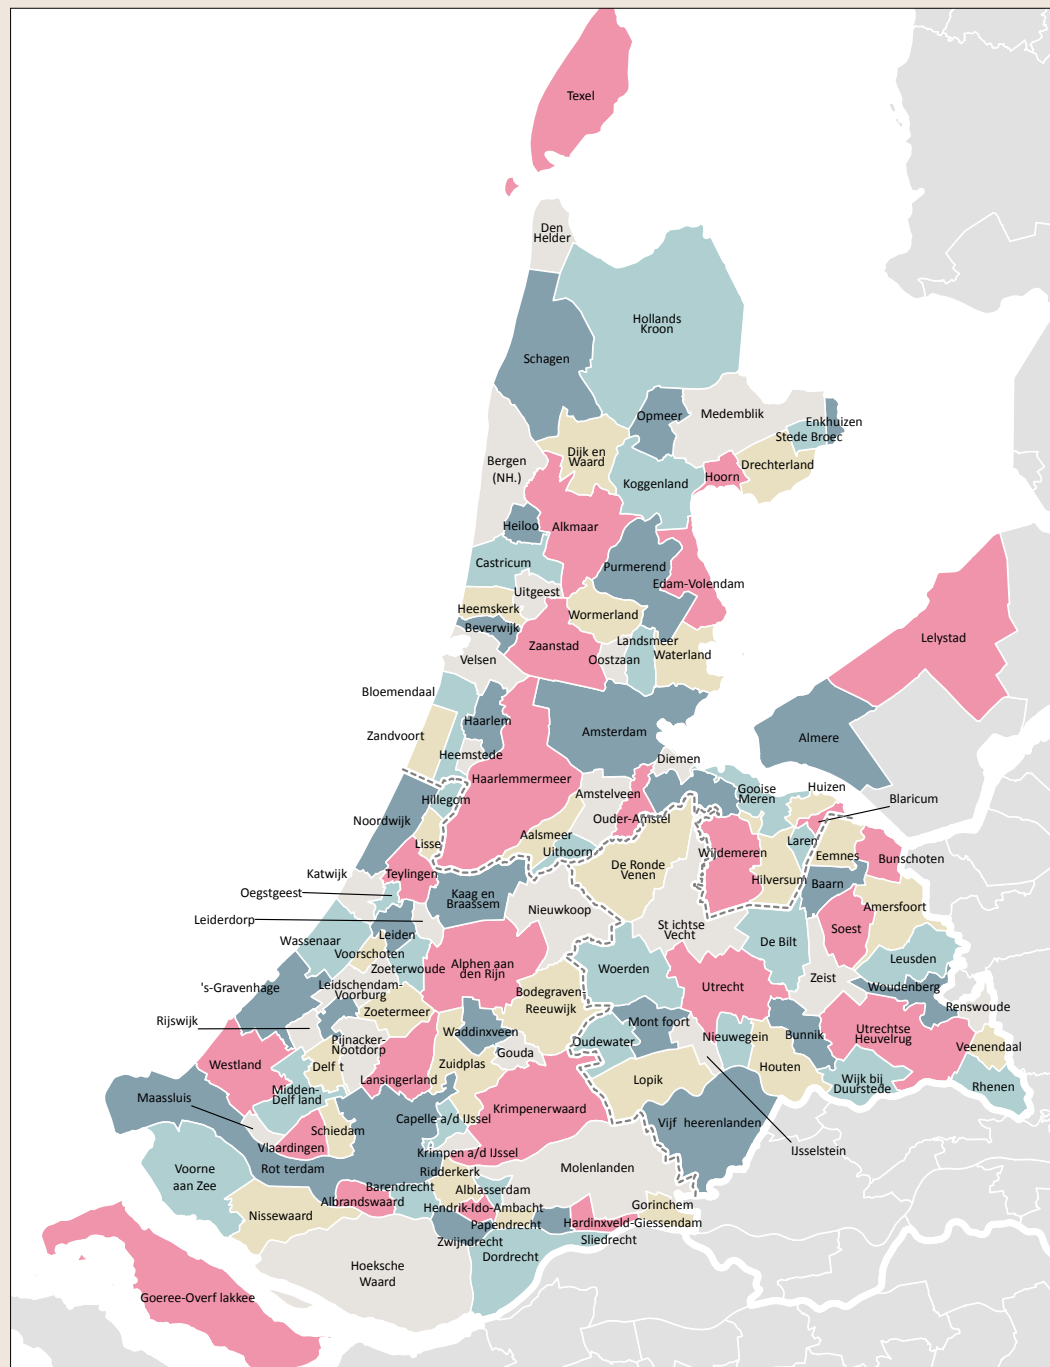 Texel
Den
Helder
Hollands
Kroon
Schagen
Opmeer
Medemblik
Enkhuizen
Stede Broec
Dijk en
Waard
Bergen
(NH.)
Drechterland
Hoorn
Koggenland
Heiloo
Alkmaar
Castricum
Purmerend
Edam-Volendam
Uitgeest
Heemskerk
Wormerland
Beverwijk
Lelystad
Landsmeer
Zaanstad
Velsen
Oostzaan
Waterland
Bloemendaal
Haarlem
Zandvoort
Amsterdam
Almere
Heemstede
Diemen
Haarlemmermeer
Huizen
Gooise
Meren
Amstelveen
Hillegom
Blaricum
Noordwijk
Ouder-Amstel
Aalsmeer
Lisse
Laren
Uithoorn
Wijdemeren
Eemnes
Bunschoten
De Ronde
Venen
Katwijk
Teylingen
Hilversum
Baarn
Oegstgeest
Kaag en
Braassem
Amersfoort
Nieuwkoop
Leiderdorp
St ichtse
Vecht
Soest
Leiden
Wassenaar
De Bilt
Voorschoten
Leusden
Zoeterwoude
Alphen aan
den Rijn
Woerden
Zeist
's-Gravenhage
Leidschendam-
Voorburg
Utrecht
Woudenberg
Bodegraven-
Reeuwijk
Renswoude
Zoetermeer
Rijswijk
Mont foort
Waddinxveen
Nieuwegein
Bunnik
Utrechtse
Heuvelrug
Pijnacker-
Nootdorp
Oudewater
Veenendaal
Gouda
Westland
Delf t
Zuidplas
Houten
Lansingerland
Lopik
Wijk bij
Duurstede
Rhenen
Midden-
Delf land
Maassluis
Krimpenerwaard
Capelle a/d IJssel
Vijf heerenlanden
Schiedam
Vlaardingen
IJsselstein
Krimpen a/d IJssel
Rot terdam
Voorne
aan Zee
Molenlanden
Ridderkerk
Barendrecht
Alblasserdam
Albrandswaard
Gorinchem
Hendrik-Ido-Ambacht
Nissewaard
Papendrecht
Hardinxveld-Giessendam
Zwijndrecht
Sliedrecht
Dordrecht
Hoeksche
Waard
Goeree-Overf lakkee